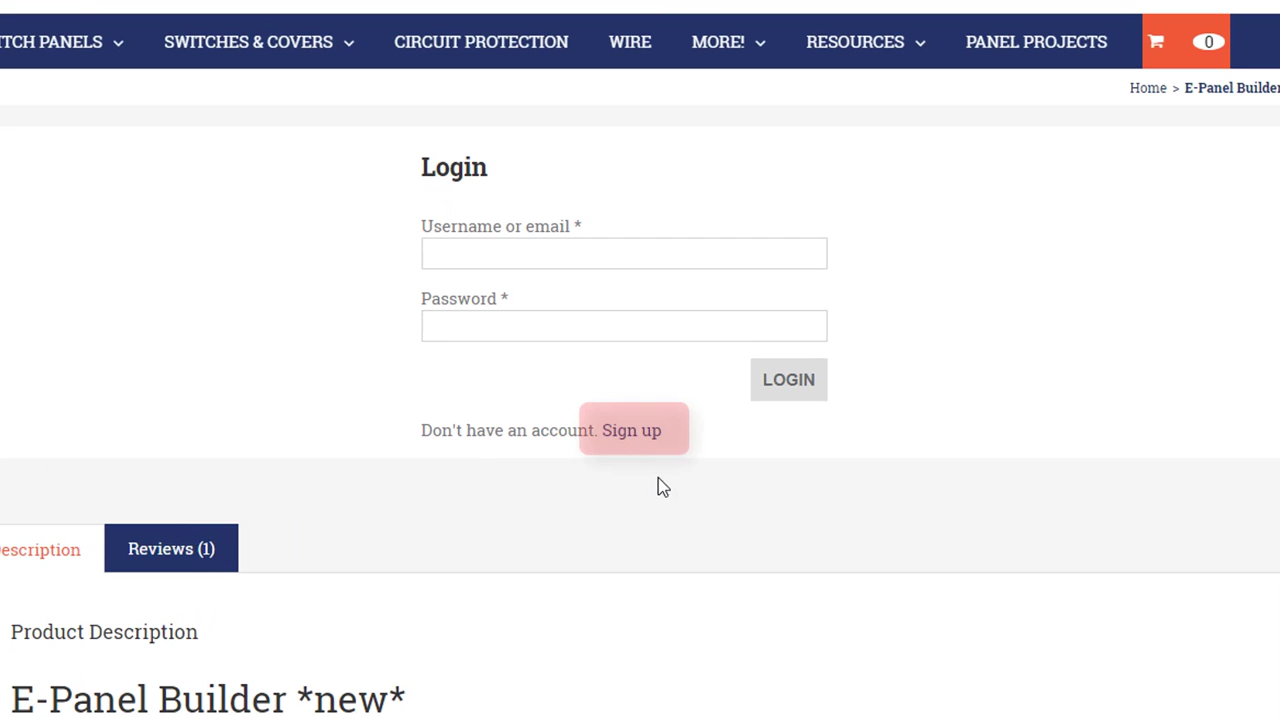 TCH PANELS SWITCHES & COVERS CIRCUIT PROTECTION WIRE MORE! RESOURCES PANEL PROJECTS 0
Home > E-Panel Builder
Login
Username or email *
Password *
LOGIN
Don't have an account. Sign up
escription Reviews (1)
Product Description
E-Panel Builder *new*